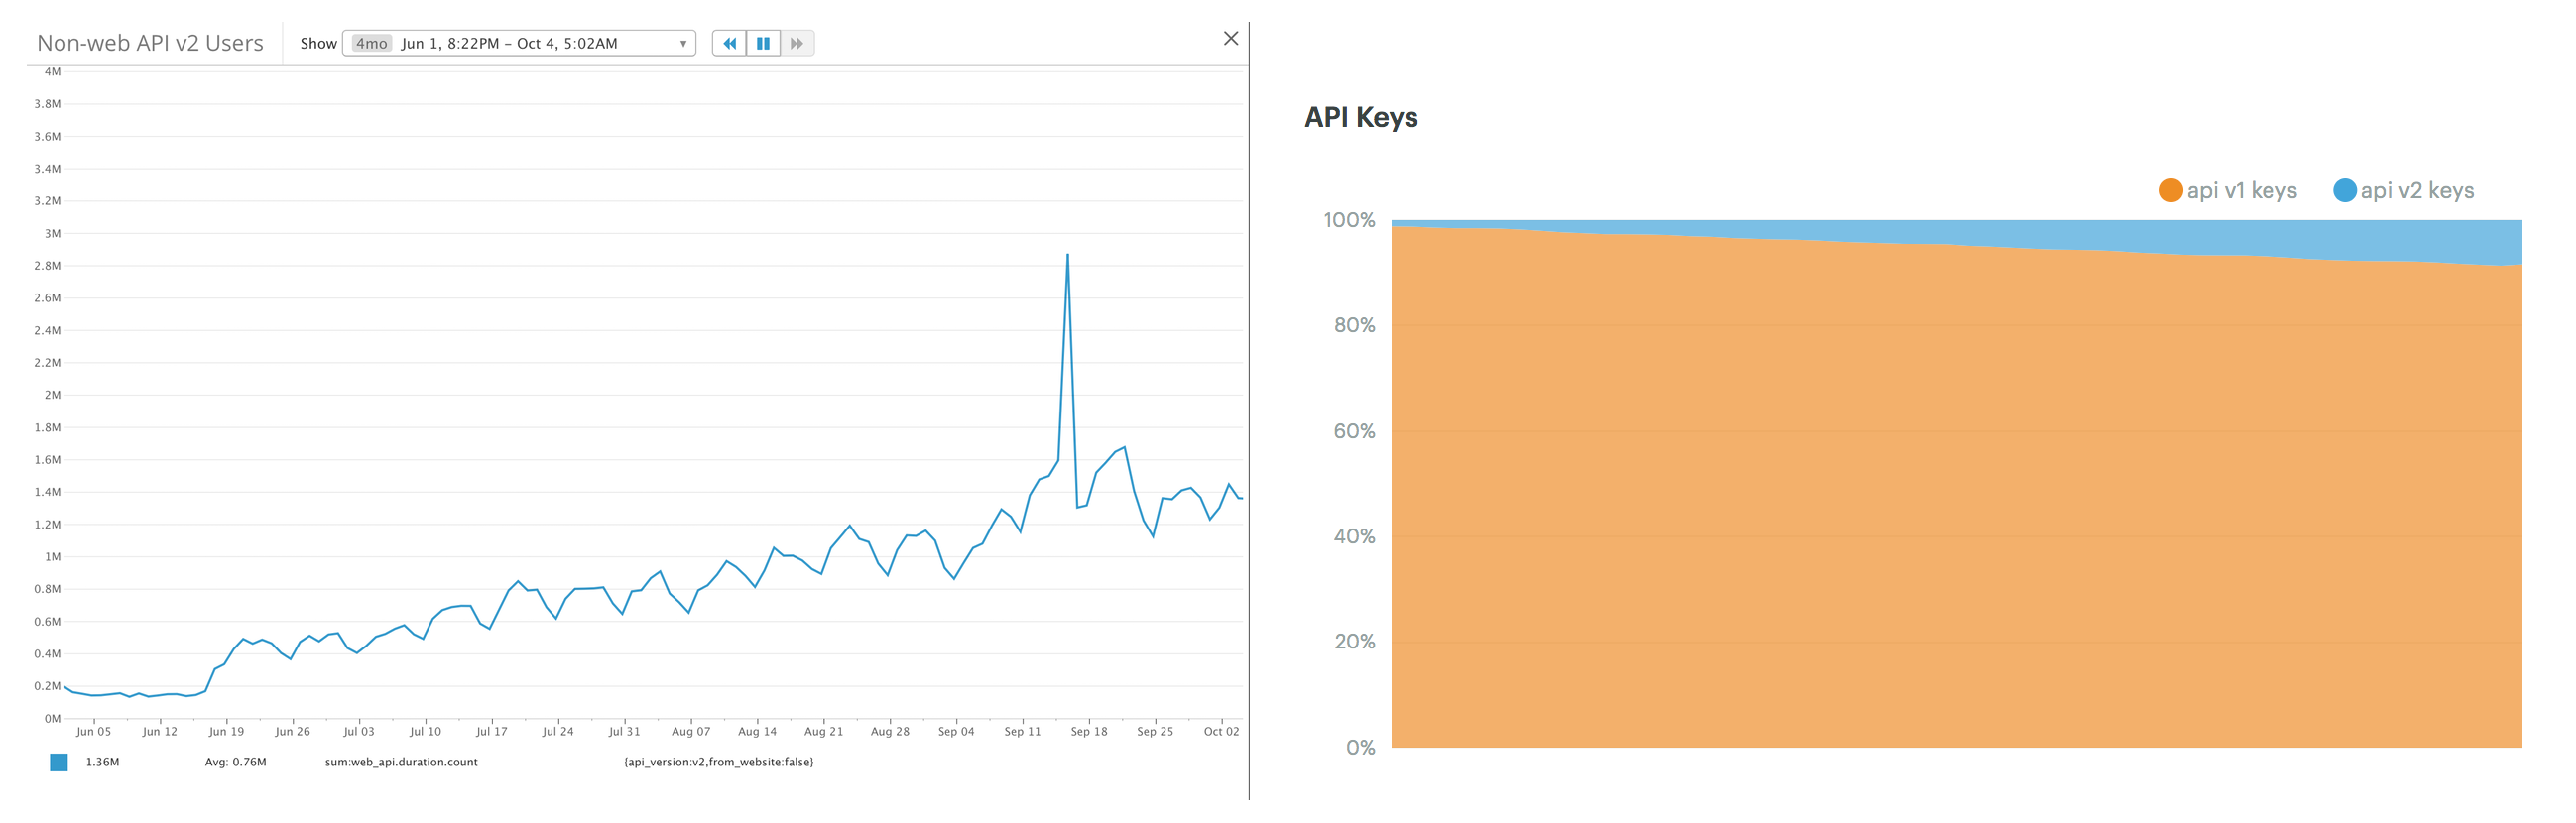 Non-web API v2 Users
Show 4mo Jun 1, 8:22PM – Oct 4, 5:02AM
4M
3.8M
3.6M
3.4M
3.2M
3M
2.8M
2.6M
2.4M
2.2M
2M
1.8M
1.6M
1.4M
1.2M
1M
0.8M
0.6M
0.4M
0.2M
0M
Jun 05 Jun 12 Jun 19 Jun 26 Jul 03 Jul 10 Jul 17 Jul 24 Jul 31 Aug 07 Aug 14 Aug 21 Aug 28 Sep 04 Sep 11 Sep 18 Sep 25 Oct 02
1.36M Avg: 0.76M sum:web_api.duration.count {api_version:v2,from_website:false}
API Keys
api v1 keys api v2 keys
100%
80%
60%
40%
20%
0%